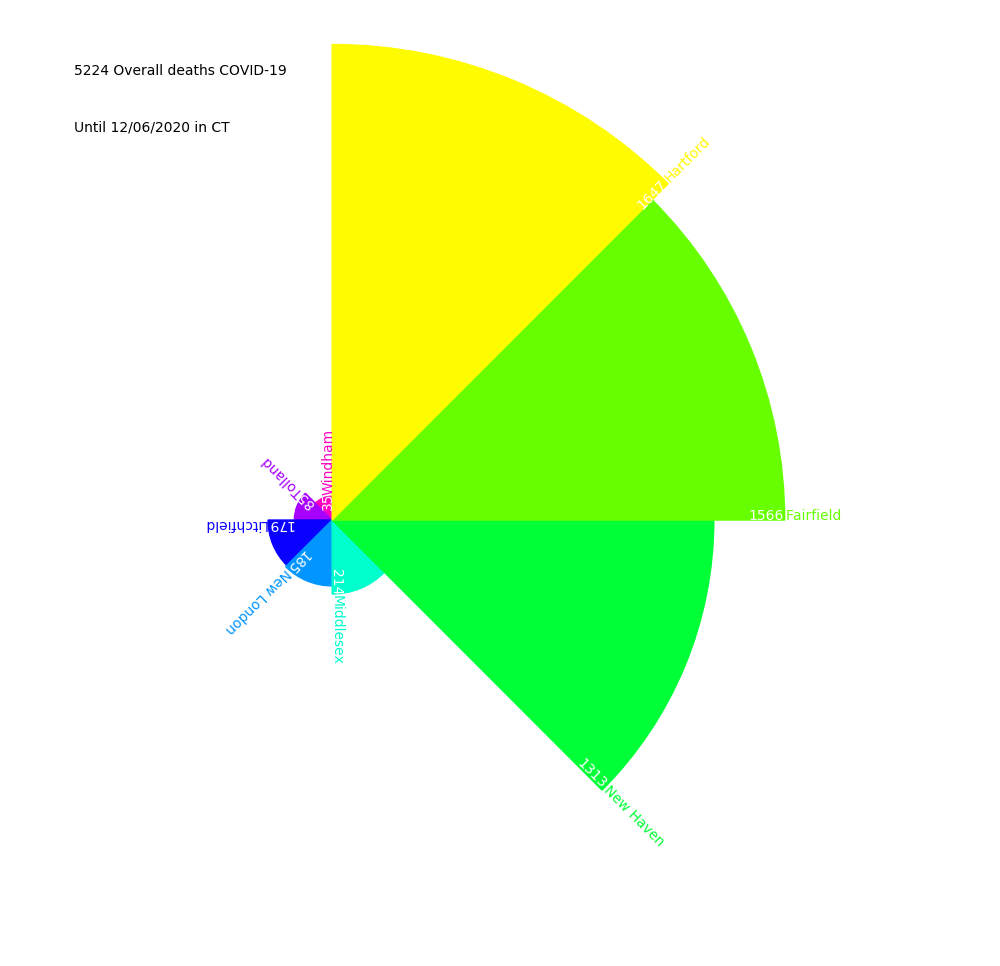 5224 Overall deaths COVID-19
Until 12/06/2020 in CT
1647 Hartford
1566 Fairfield
1313 New Haven
214 Middlesex
185 New London
179 Litchfield
85 Tolland
35 Windham